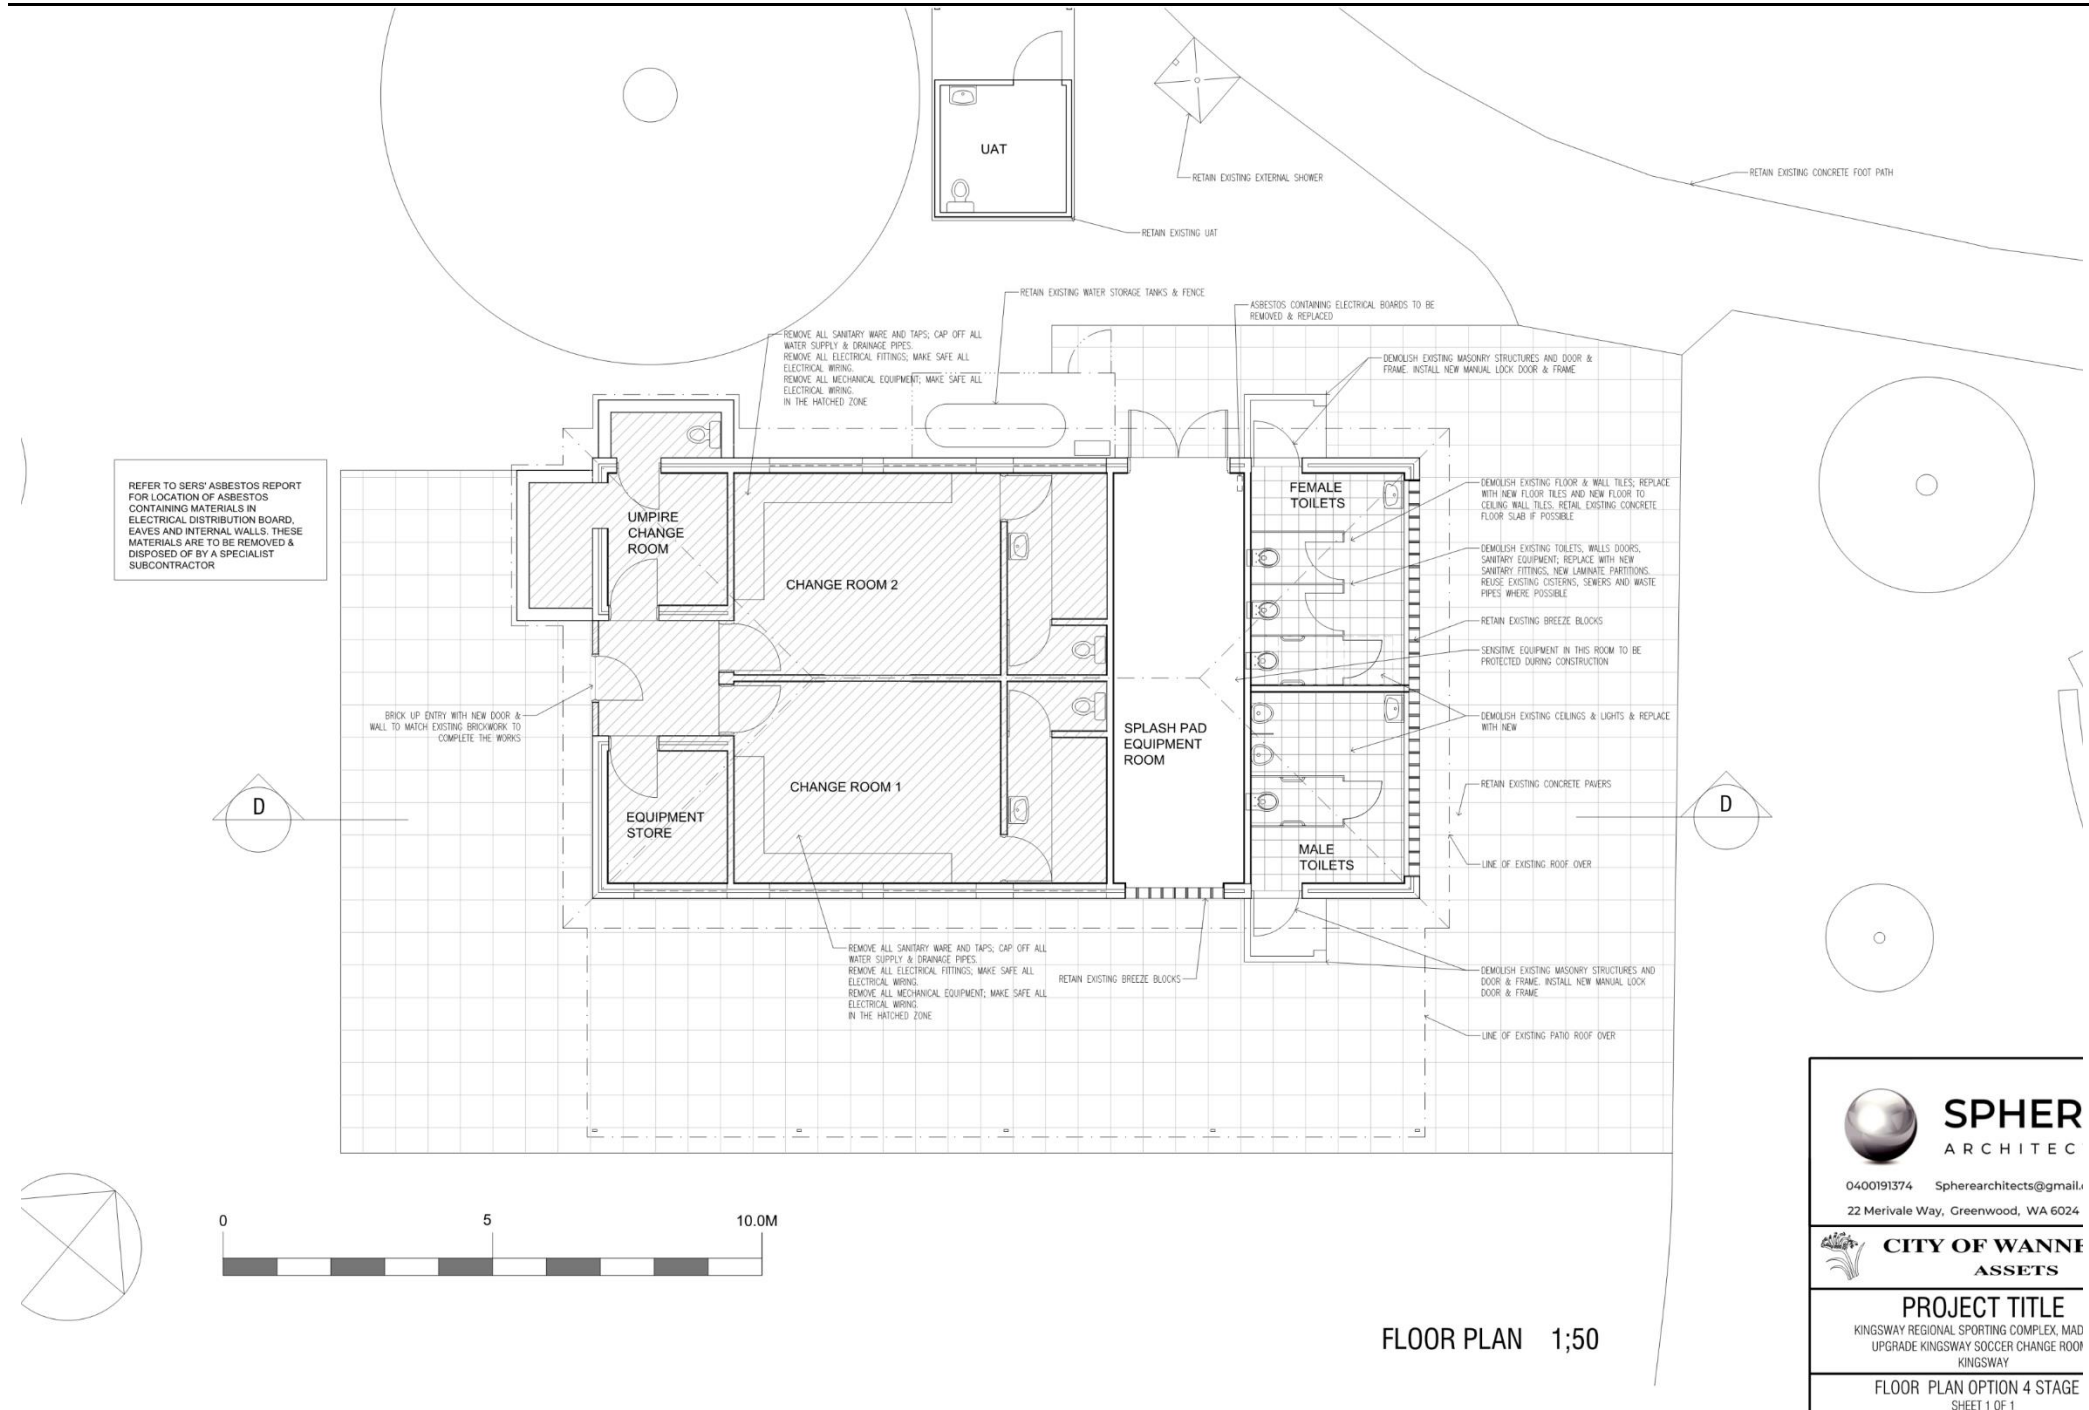 UAT
RETAIN EXISTING EXTERNAL SHOWER
RETAIN EXISTING CONCRETE FOOT PATH
RETAIN EXISTING UAT
RETAIN EXISTING WATER STORAGE TANKS & FENCE
ASBESTOS CONTAINING ELECTRICAL BOARDS TO BE
REMOVED & REPLACED
REMOVE ALL SANITARY WARE AND TAPS; CAP OFF ALL
WATER SUPPLY & DRAINAGE PIPES.
REMOVE ALL ELECTRICAL FITTINGS; MAKE SAFE ALL
ELECTRICAL WIRING.
REMOVE ALL MECHANICAL EQUIPMENT; MAKE SAFE ALL
ELECTRICAL WIRING.
IN THE HATCHED ZONE
DEMOLISH EXISTING MASONRY STRUCTURES AND DOOR &
FRAME. INSTALL NEW MANUAL LOCK DOOR & FRAME
REFER TO SERS' ASBESTOS REPORT
FOR LOCATION OF ASBESTOS
CONTAINING MATERIALS IN
ELECTRICAL DISTRIBUTION BOARD,
EAVES AND INTERNAL WALLS. THESE
MATERIALS ARE TO BE REMOVED &
DISPOSED OF BY A SPECIALIST
SUBCONTRACTOR
UMPIRE
CHANGE
ROOM
CHANGE ROOM 2
FEMALE
TOILETS
DEMOLISH EXISTING FLOOR & WALL TILES; REPLACE
WITH NEW FLOOR TILES AND NEW FLOOR TO
CEILING WALL TILES. RETAIL EXISTING CONCRETE
FLOOR SLAB IF POSSIBLE
DEMOLISH EXISTING TOILETS, WALLS DOORS,
SANITARY EQUIPMENT; REPLACE WITH NEW
SANITARY FITTINGS, NEW LAMINATE PARTITIONS.
REUSE EXISTING CISTERNS, SEWERS AND WASTE
PIPES WHERE POSSIBLE
RETAIN EXISTING BREEZE BLOCKS
SENSITIVE EQUIPMENT IN THIS ROOM TO BE
PROTECTED DURING CONSTRUCTION
BRICK UP ENTRY WITH NEW DOOR &
WALL TO MATCH EXISTING BRICKWORK TO
COMPLETE THE WORKS
DEMOLISH EXISTING CEILINGS & LIGHTS & REPLACE
WITH NEW
SPLASH PAD
EQUIPMENT
ROOM
CHANGE ROOM 1
RETAIN EXISTING CONCRETE PAVERS
D
D
EQUIPMENT
STORE
MALE
TOILETS
LINE OF EXISTING ROOF OVER
REMOVE ALL SANITARY WARE AND TAPS; CAP OFF ALL
WATER SUPPLY & DRAINAGE PIPES.
REMOVE ALL ELECTRICAL FITTINGS; MAKE SAFE ALL
ELECTRICAL WIRING.
REMOVE ALL MECHANICAL EQUIPMENT; MAKE SAFE ALL
ELECTRICAL WIRING.
IN THE HATCHED ZONE
RETAIN EXISTING BREEZE BLOCKS
DEMOLISH EXISTING MASONRY STRUCTURES AND
DOOR & FRAME. INSTALL NEW MANUAL LOCK
DOOR & FRAME
LINE OF EXISTING PATIO ROOF OVER
0 5 10.0M
FLOOR PLAN 1;50
SPHER
ARCHITEC
0400191374 Spherearchitects@gmail.
22 Merivale Way, Greenwood, WA 6024
CITY OF WANNE
ASSETS
PROJECT TITLE
KINGSWAY REGIONAL SPORTING COMPLEX, MAD
UPGRADE KINGSWAY SOCCER CHANGE ROO
KINGSWAY
FLOOR PLAN OPTION 4 STAGE
SHEET 1 OF 1